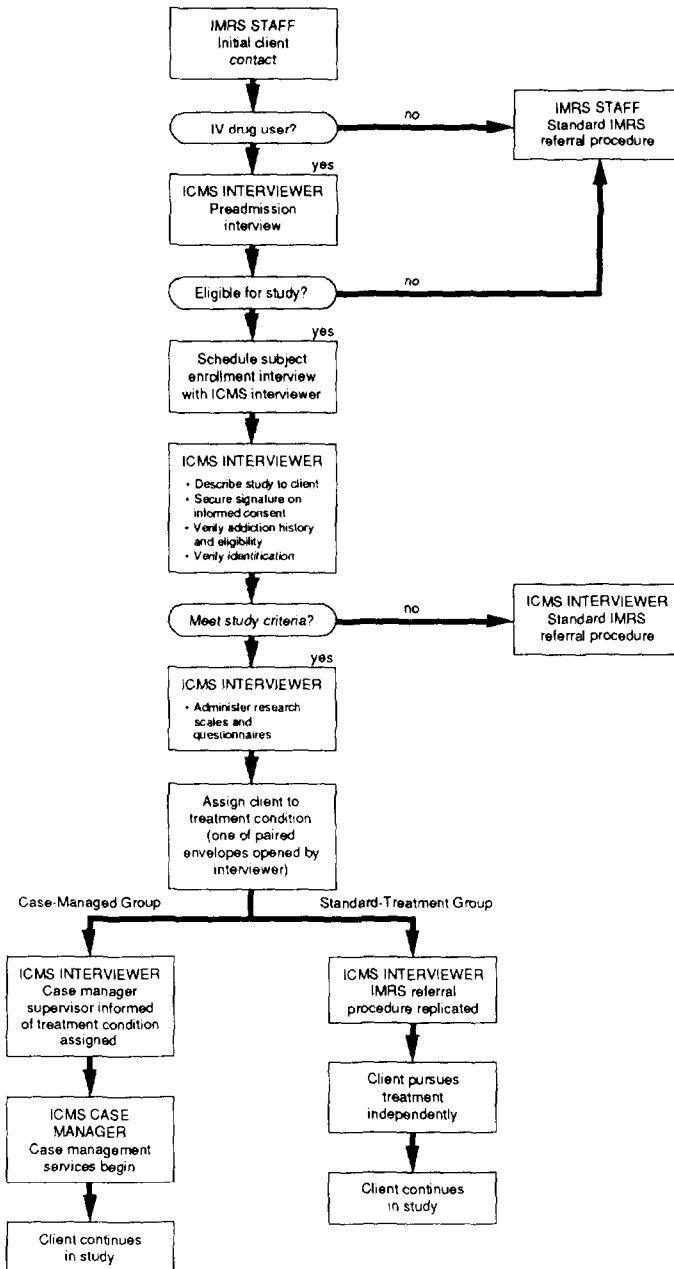 IMRS STAFF
Initial client
contact
IV drug user?
no
IMRS STAFF
Standard IMRS
referral procedure
yes
ICMS INTERVIEWER
Preadmission
interview
Eligible for study?
no
yes
Schedule subject
enrollment interview
with ICMS interviewer
ICMS INTERVIEWER
• Describe study to client
• Secure signature on
informed consent
• Verify addiction history
and eligibility
• Verify identification
Meet study criteria?
no
ICMS INTERVIEWER
Standard IMRS
referral procedure
yes
ICMS INTERVIEWER
• Administer research
scales and
questionnaires
Assign client to
treatment condition
(one of paired
envelopes opened by
interviewer)
Case-Managed Group
Standard-Treatment Group
ICMS INTERVIEWER
Case manager
supervisor informed
of treatment condition
assigned
ICMS INTERVIEWER
IMRS referral
procedure replicated
Client pursues
treatment
independently
ICMS CASE
MANAGER
Case management
services begin
Client continues
in study
Client continues
in study